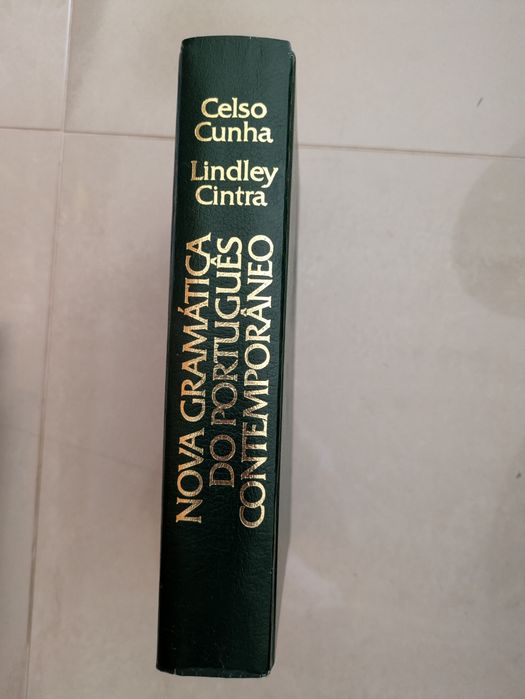 Celso
Cunha
Lindley
Cintra
NOVA GRAMÁTICA
DO PORTUGUÊS
CONTEMPORÂNEO